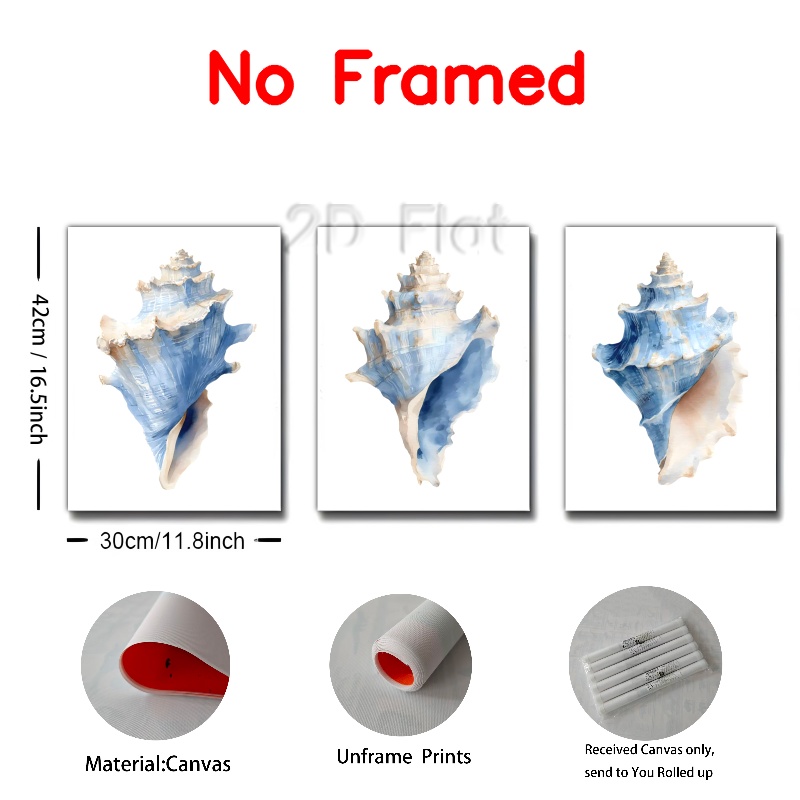 No Framed
2D Flat
42cm / 16.5inch
30cm/11.8inch
Material:Canvas
Unframe Prints
Received Canvas only,
send to You Rolled up